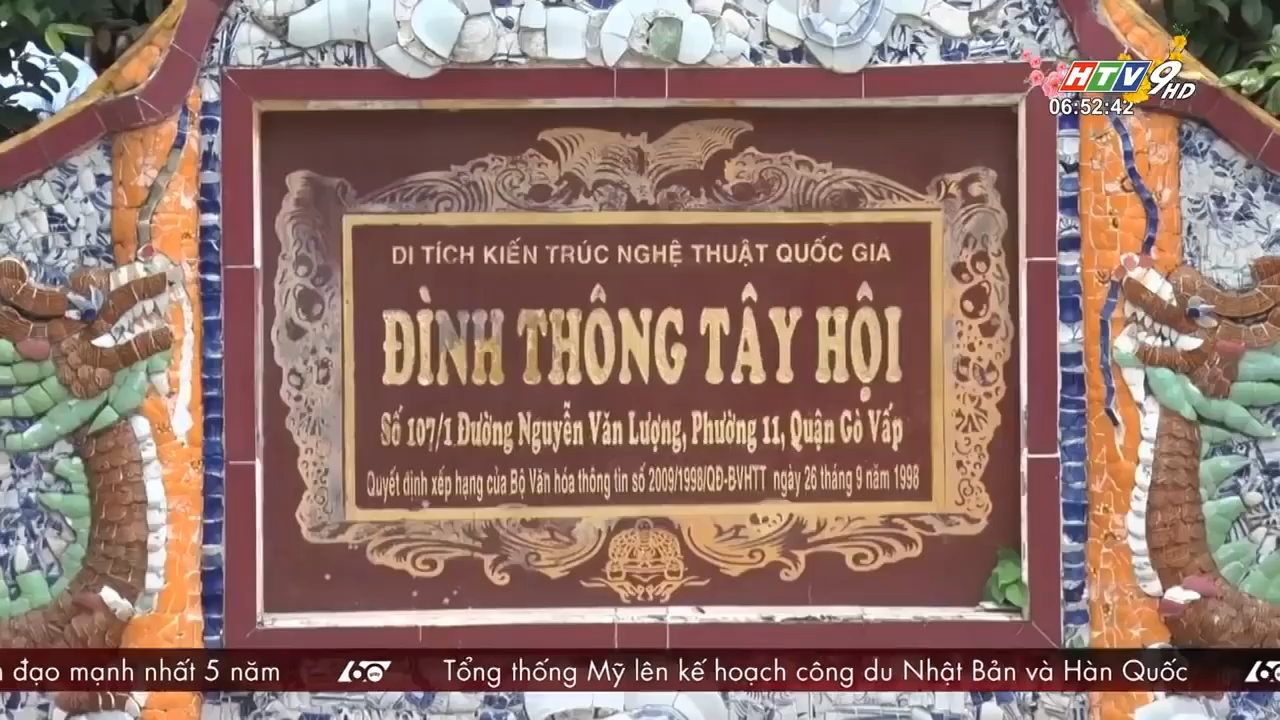 HTV9 HD
06:52:42
DI TÍCH KIẾN TRÚC NGHỆ THUẬT QUỐC GIA
ĐÌNH THÔNG TÂY HỘI
Số 107/1 Đường Nguyễn Văn Lượng, Phường 11, Quận Gò Vấp
Quyết định xếp hạng của Bộ Văn hóa thông tin số 2009/1998/QĐ-BVHTT ngày 26 tháng 9 năm 1998
đạo mạnh nhất 5 năm 60 Tổng thống Mỹ lên kế hoạch công du Nhật Bản và Hàn Quốc